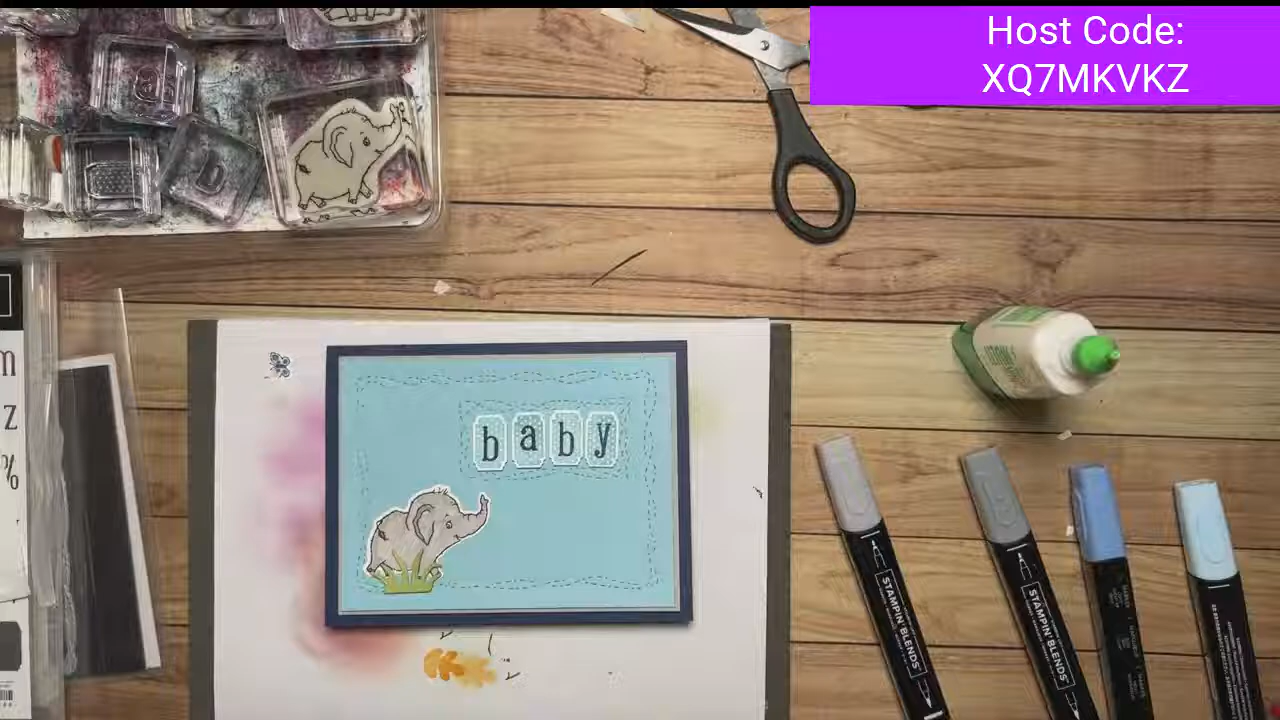 Host Code:
XQ7MKVKZ
m
z
%
baby
STAMPIN' BLENDS
STAMPIN' BLENDS